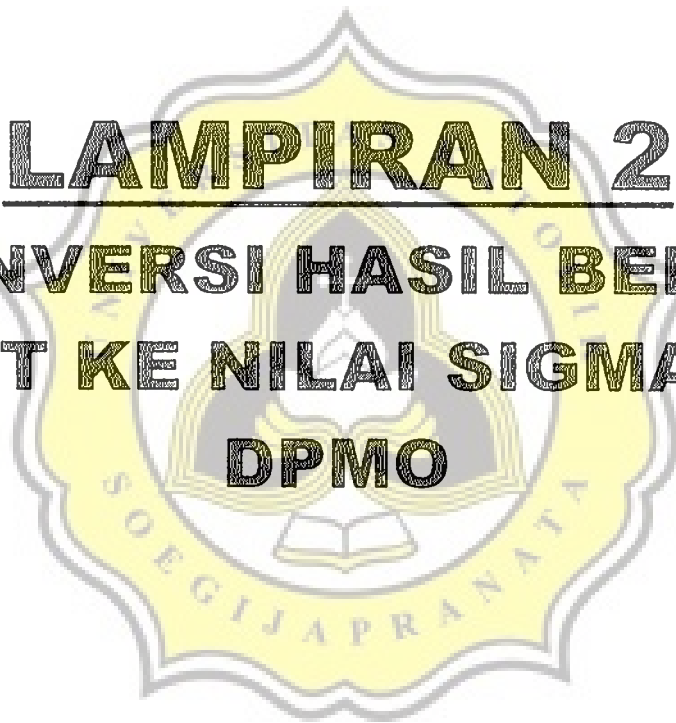 LAMPIRAN 2
NVERSI HASIL BE
T KE NILAI SIGMA
DPMO
SOEGIJAPRANATA